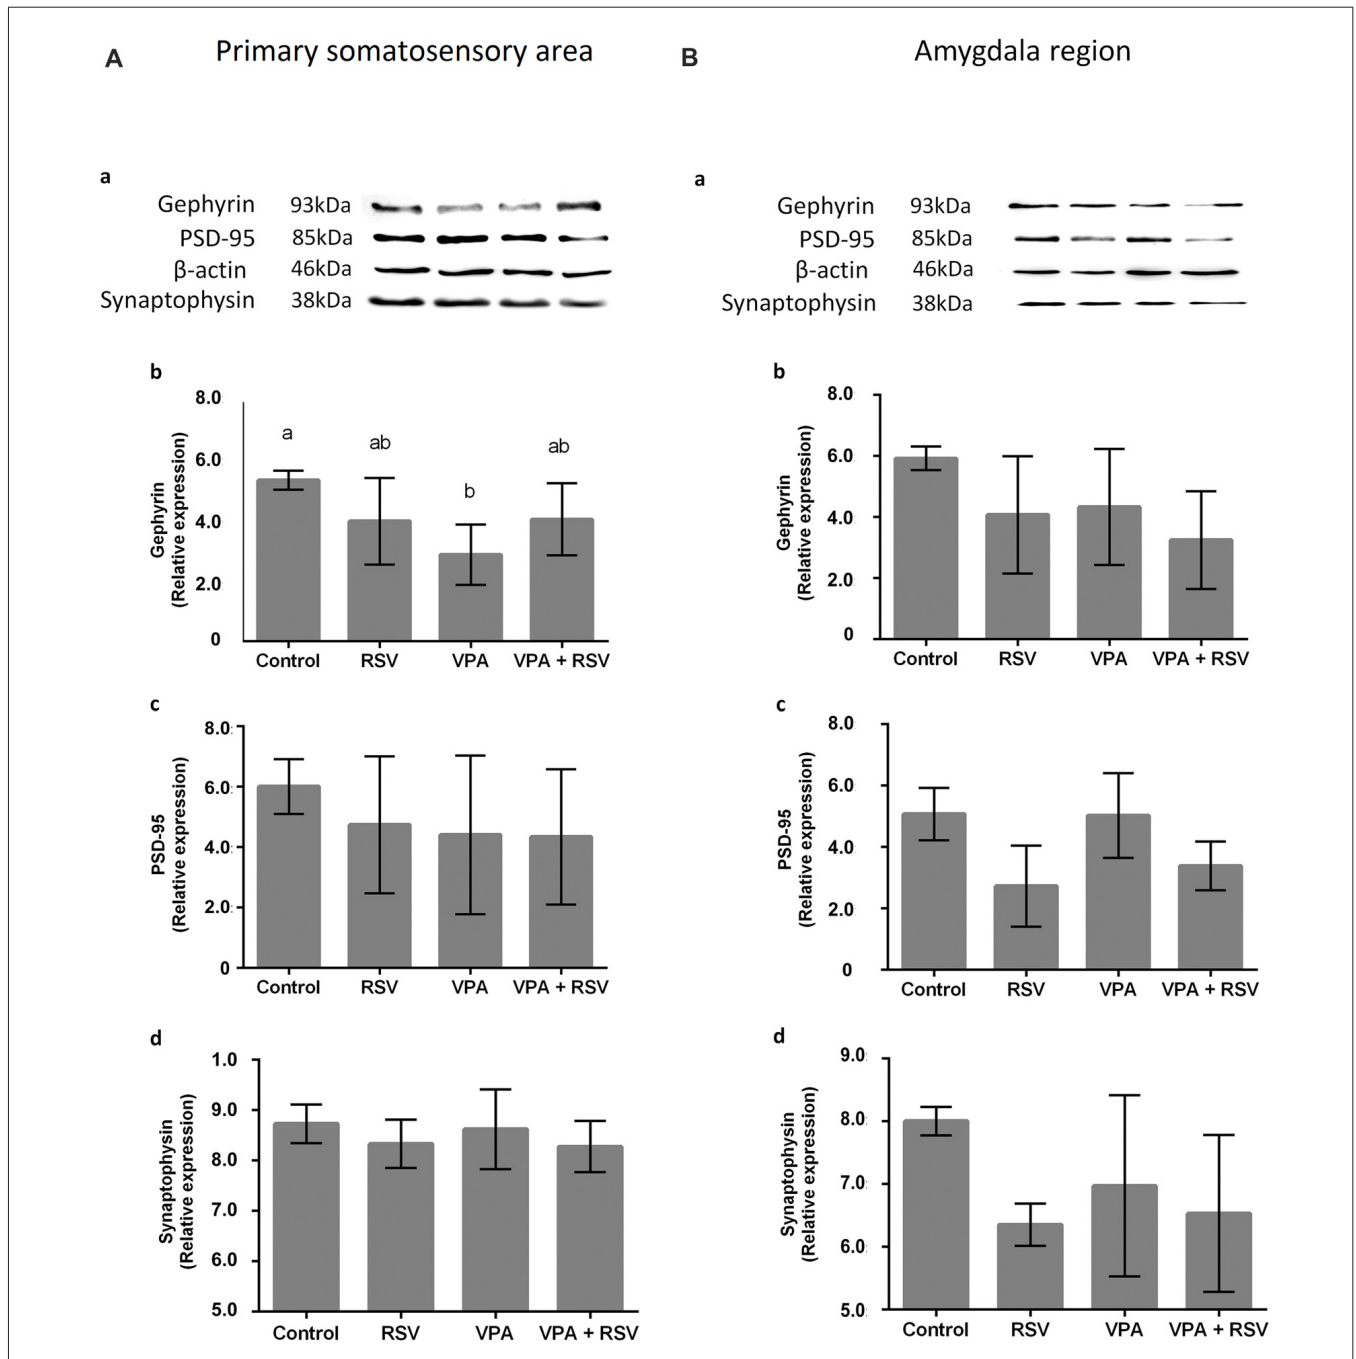 A Primary somatosensory area
a
Gephyrin 93kDa
PSD-95 85kDa
β-actin 46kDa
Synaptophysin 38kDa
b
Gephyrin
(Relative expression)
8.0
6.0
4.0
2.0
0
a ab b ab
Control RSV VPA VPA + RSV
c
PSD-95
(Relative expression)
8.0
6.0
4.0
2.0
0
Control RSV VPA VPA + RSV
d
Synaptophysin
(Relative expression)
1.0
9.0
8.0
7.0
6.0
5.0
Control RSV VPA VPA + RSV
B Amygdala region
a
Gephyrin 93kDa
PSD-95 85kDa
β-actin 46kDa
Synaptophysin 38kDa
b
Gephyrin
(Relative expression)
8.0
6.0
4.0
2.0
0
Control RSV VPA VPA + RSV
c
PSD-95
(Relative expression)
8.0
6.0
4.0
2.0
0
Control RSV VPA VPA + RSV
d
Synaptophysin
(Relative expression)
9.0
8.0
7.0
6.0
5.0
Control RSV VPA VPA + RSV